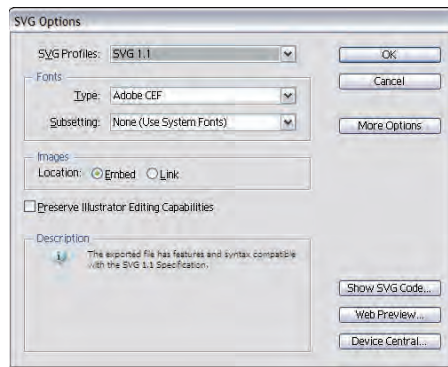 SVG Options
SVG Profiles: SVG 1.1
OK
Fonts
Cancel
Type: Adobe CEF
Subsetting: None (Use System Fonts)
More Options
Images
Location: Embed Link
Preserve Illustrator Editing Capabilities
Description
The exported file has features and syntax compatible
with the SVG 1.1 Specification.
Show SVG Code...
Web Preview...
Device Central...